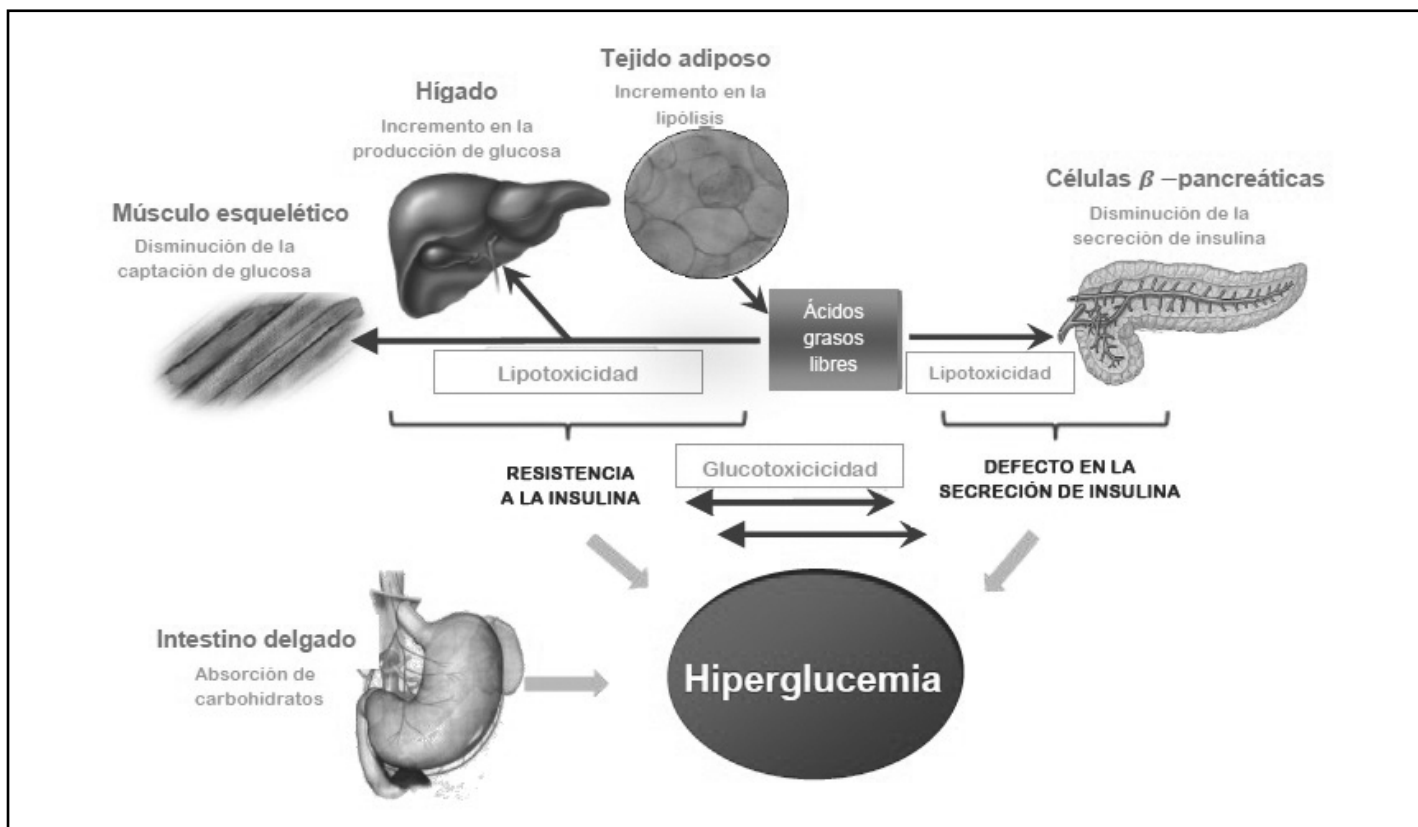 Tejido adiposo
Incremento en la
lipólisis
Hígado
Incremento en la
producción de glucosa
Células β –pancreáticas
Disminución de la
secreción de insulina
Músculo esquelético
Disminución de la
captación de glucosa
Ácidos
grasos
libres
Lipotoxicidad
Lipotoxicidad
RESISTENCIA
A LA INSULINA
Glucotoxicicidad
DEFECTO EN LA
SECRECIÓN DE INSULINA
Intestino delgado
Absorción de
carbohidratos
Hiperglucemia